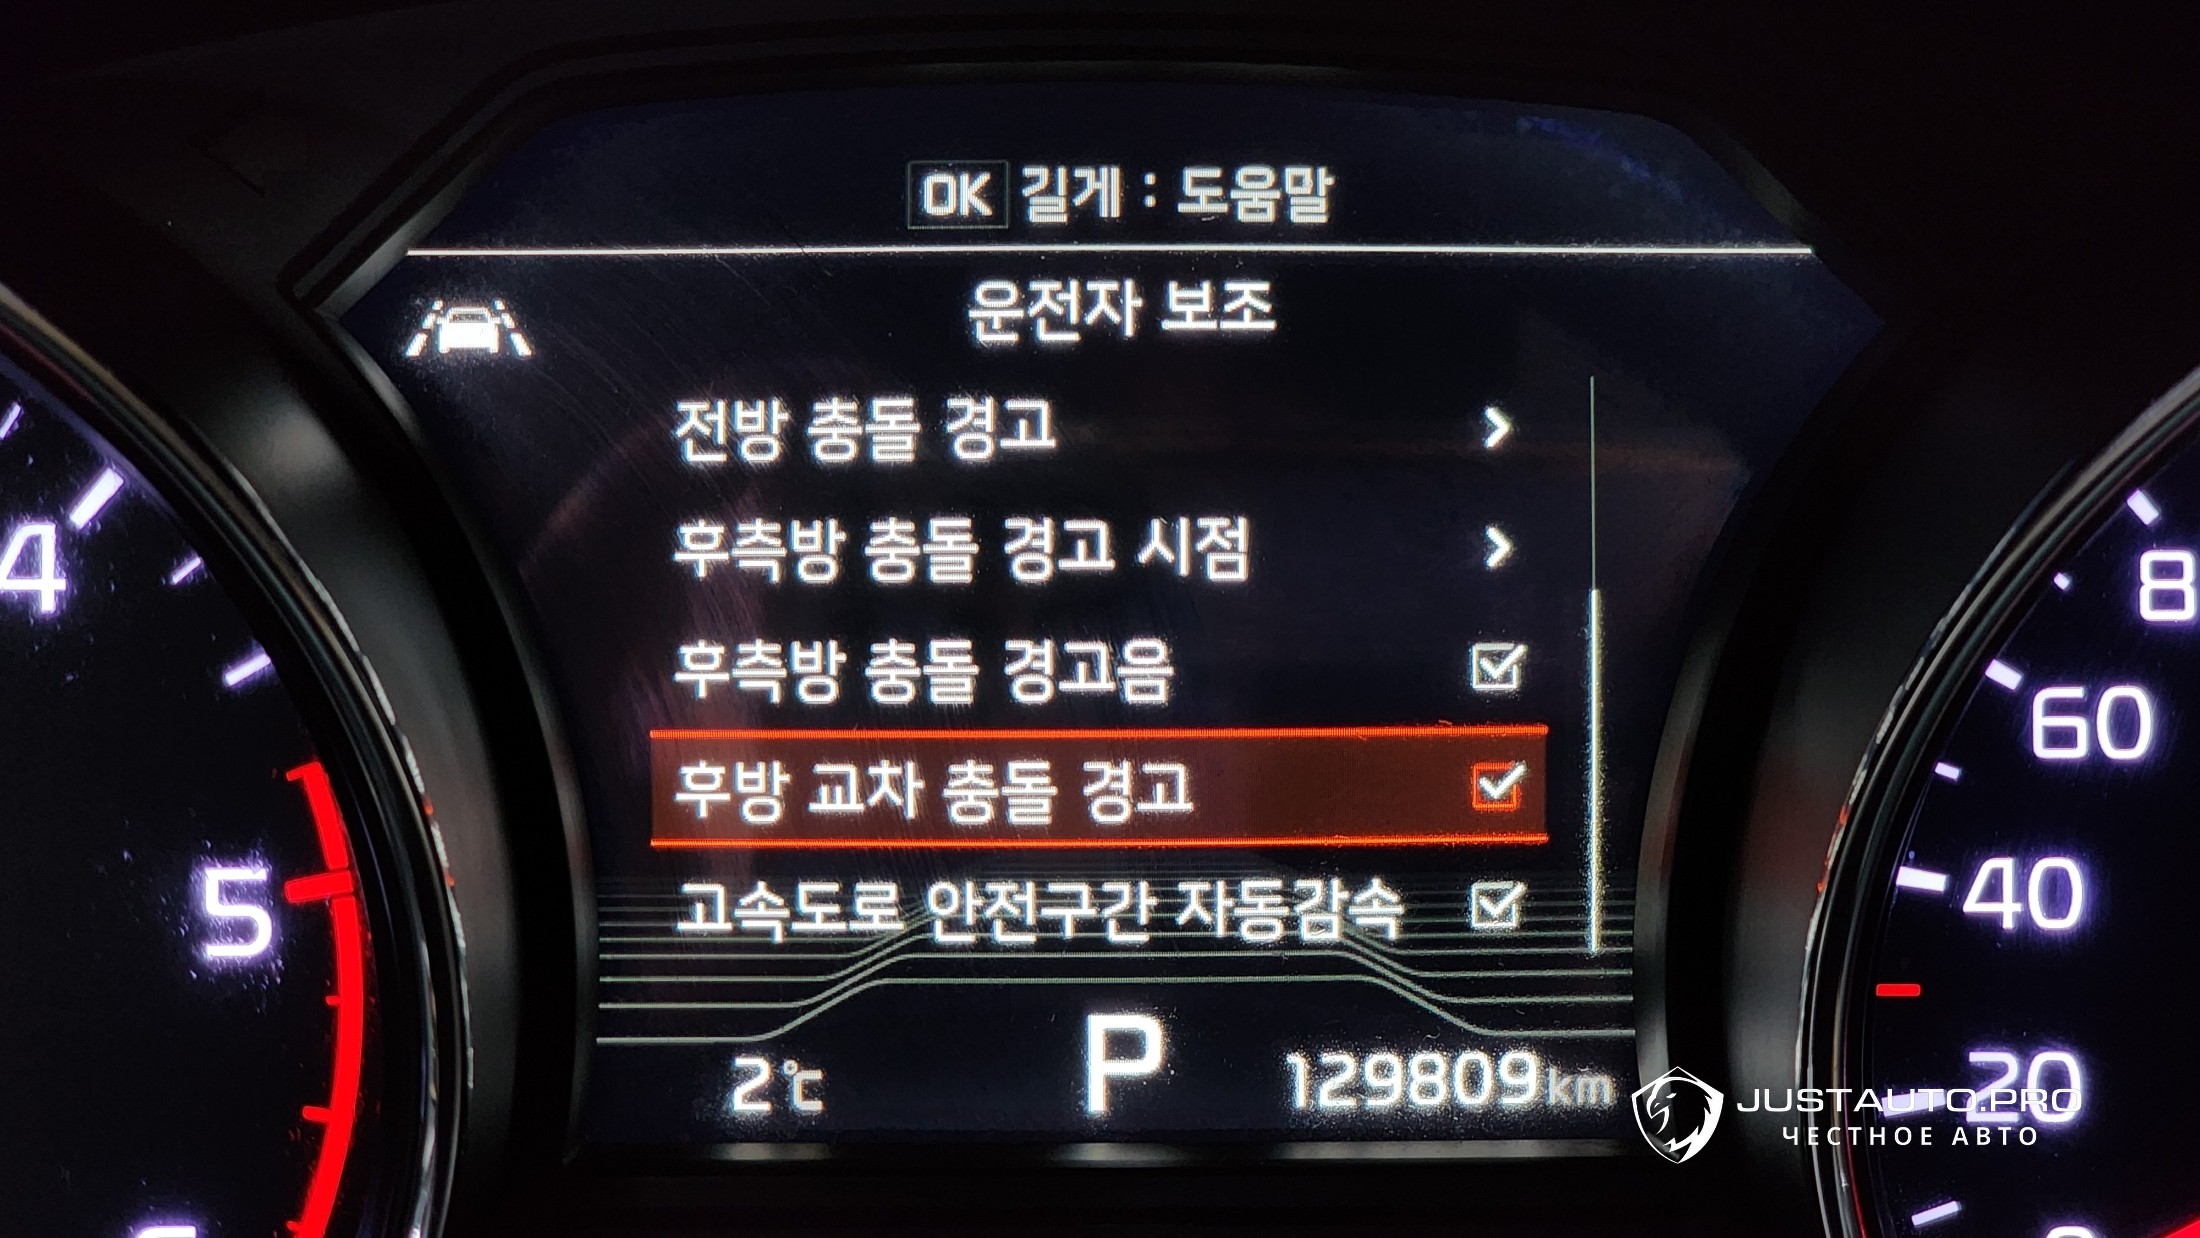 OK 길게 : 도움말
운전자 보조
전방 충돌 경고
후측방 충돌 경고 시점
후측방 충돌 경고음
후방 교차 충돌 경고
고속도로 안전구간 자동감속
2℃ P 129809km
4
5
8
60
40
20
JUSTAUTO.PRO
ЧЕСТНОЕ АВТО